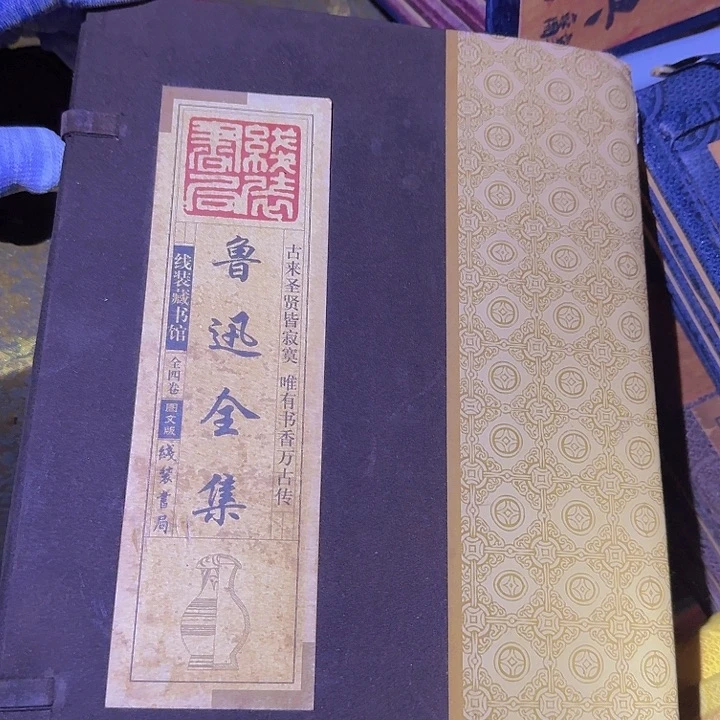 线装书局
古来圣贤皆寂寞 唯有书香万古传
鲁迅全集
线装藏书馆
全四卷
图文版
线装书局